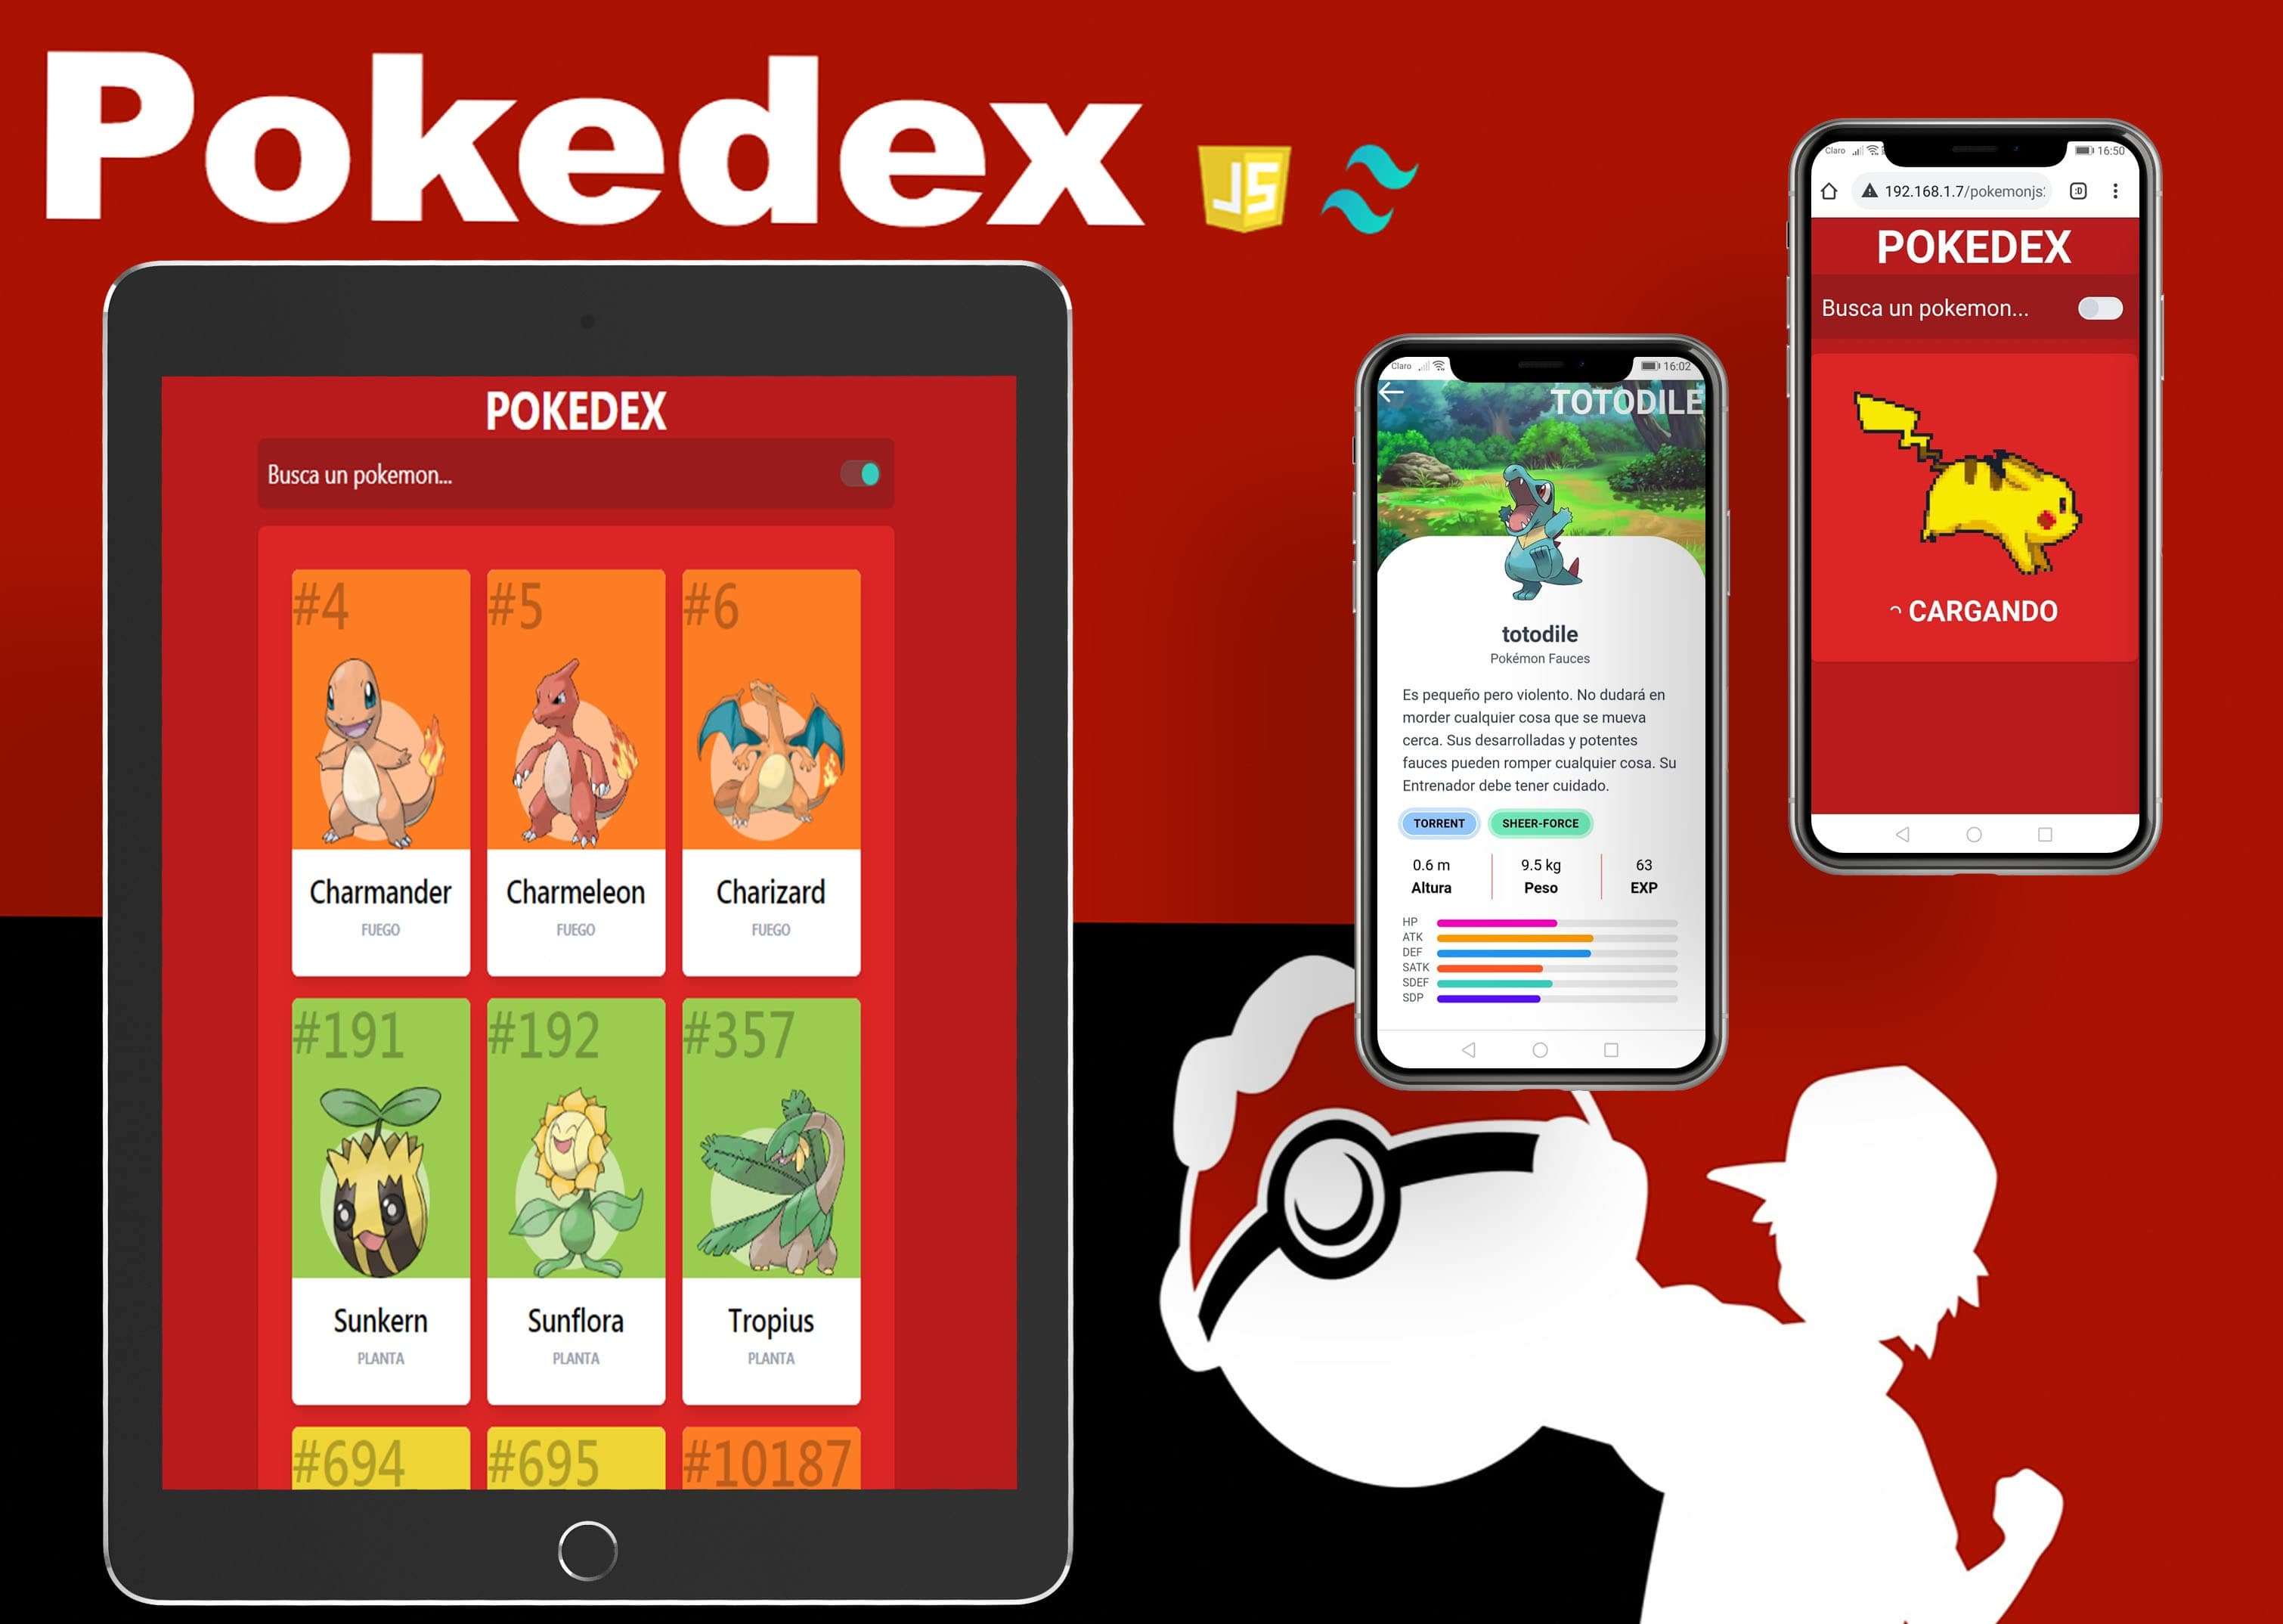 Pokedex
JS
POKEDEX
Busca un pokemon...
#4
#5
#6
Charmander
Charmeleon
Charizard
FUEGO
FUEGO
FUEGO
#191
#192
#357
Sunkern
Sunflora
Tropius
PLANTA
PLANTA
PLANTA
#694
#695
#10187
Claro
16:02
TOTODILE
totodile
Pokémon Fauces
Es pequeño pero violento. No dudará en
morder cualquier cosa que se mueva
cerca. Sus desarrolladas y potentes
fauces pueden romper cualquier cosa. Su
Entrenador debe tener cuidado.
TORRENT
SHEER-FORCE
0.6 m
9.5 kg
63
Altura
Peso
EXP
HP
ATK
DEF
SATK
SDEF
SDP
Claro
16:50
192.168.1.7/pokemonjs:
:D
POKEDEX
Busca un pokemon...
CARGANDO